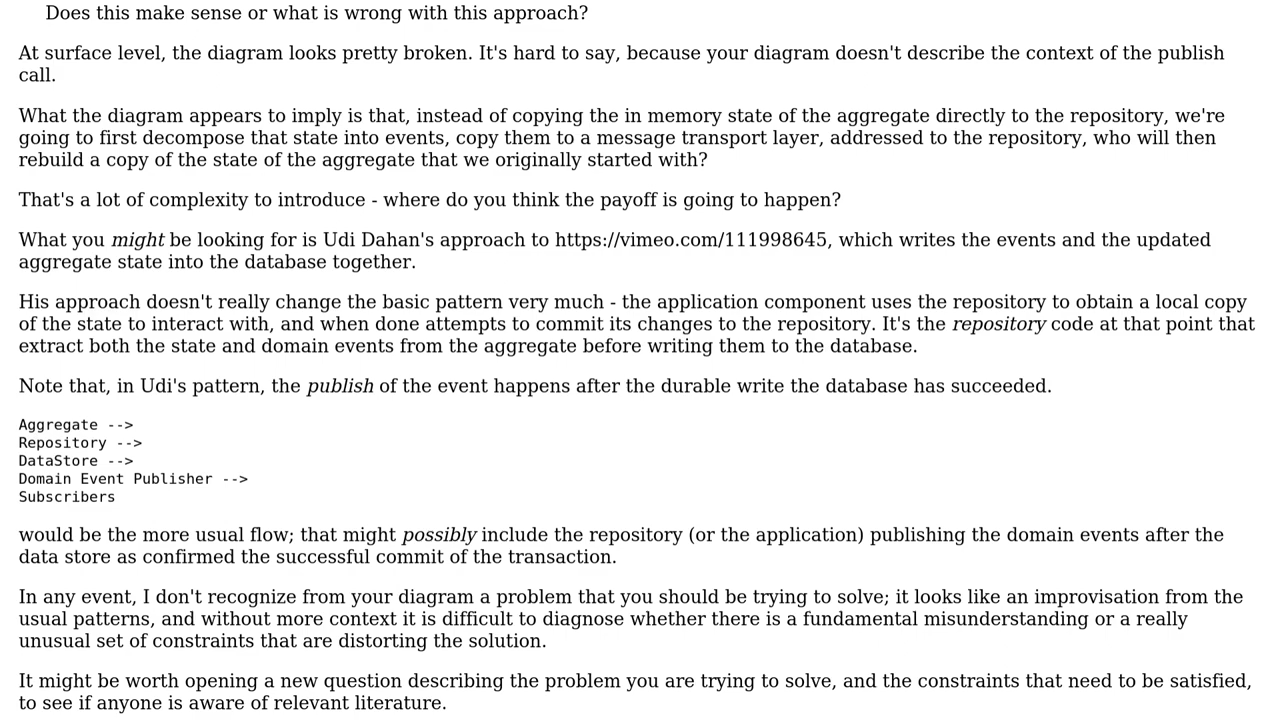 Does this make sense or what is wrong with this approach?
At surface level, the diagram looks pretty broken. It's hard to say, because your diagram doesn't describe the context of the publish
call.
What the diagram appears to imply is that, instead of copying the in memory state of the aggregate directly to the repository, we're
going to first decompose that state into events, copy them to a message transport layer, addressed to the repository, who will then
rebuild a copy of the state of the aggregate that we originally started with?
That's a lot of complexity to introduce - where do you think the payoff is going to happen?
What you might be looking for is Udi Dahan's approach to https://vimeo.com/111998645, which writes the events and the updated
aggregate state into the database together.
His approach doesn't really change the basic pattern very much - the application component uses the repository to obtain a local copy
of the state to interact with, and when done attempts to commit its changes to the repository. It's the repository code at that point that
extract both the state and domain events from the aggregate before writing them to the database.
Note that, in Udi's pattern, the publish of the event happens after the durable write the database has succeeded.
Aggregate -->
Repository -->
DataStore -->
Domain Event Publisher -->
Subscribers
would be the more usual flow; that might possibly include the repository (or the application) publishing the domain events after the
data store as confirmed the successful commit of the transaction.
In any event, I don't recognize from your diagram a problem that you should be trying to solve; it looks like an improvisation from the
usual patterns, and without more context it is difficult to diagnose whether there is a fundamental misunderstanding or a really
unusual set of constraints that are distorting the solution.
It might be worth opening a new question describing the problem you are trying to solve, and the constraints that need to be satisfied,
to see if anyone is aware of relevant literature.